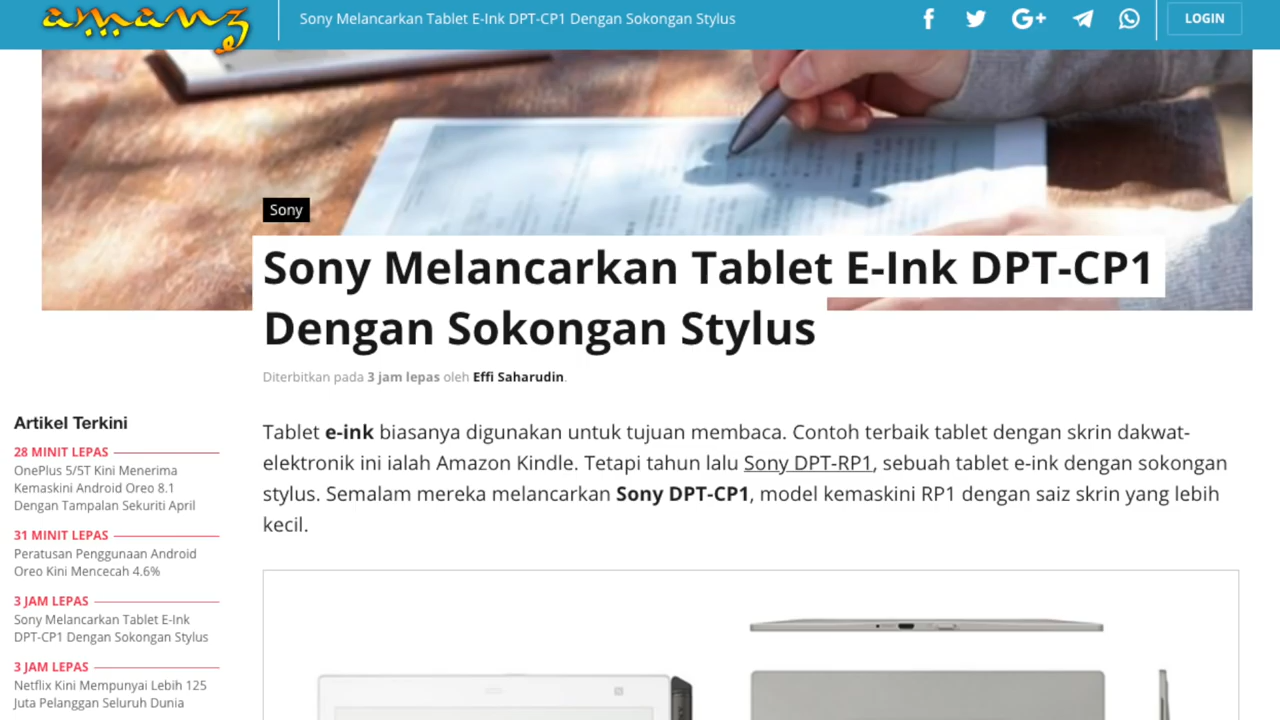 amanz
Sony Melancarkan Tablet E-Ink DPT-CP1 Dengan Sokongan Stylus
LOGIN
Sony
Sony Melancarkan Tablet E-Ink DPT-CP1
Dengan Sokongan Stylus
Diterbitkan pada 3 jam lepas oleh Effi Saharudin.
Artikel Terkini
28 MINIT LEPAS
OnePlus 5/5T Kini Menerima
Kemaskini Android Oreo 8.1
Dengan Tampalan Sekuriti April
31 MINIT LEPAS
Peratusan Penggunaan Android
Oreo Kini Mencecah 4.6%
3 JAM LEPAS
Sony Melancarkan Tablet E-Ink
DPT-CP1 Dengan Sokongan Stylus
3 JAM LEPAS
Netflix Kini Mempunyai Lebih 125
Juta Pelanggan Seluruh Dunia
Tablet e-ink biasanya digunakan untuk tujuan membaca. Contoh terbaik tablet dengan skrin dakwat-
elektronik ini ialah Amazon Kindle. Tetapi tahun lalu Sony DPT-RP1, sebuah tablet e-ink dengan sokongan
stylus. Semalam mereka melancarkan Sony DPT-CP1, model kemaskini RP1 dengan saiz skrin yang lebih
kecil.